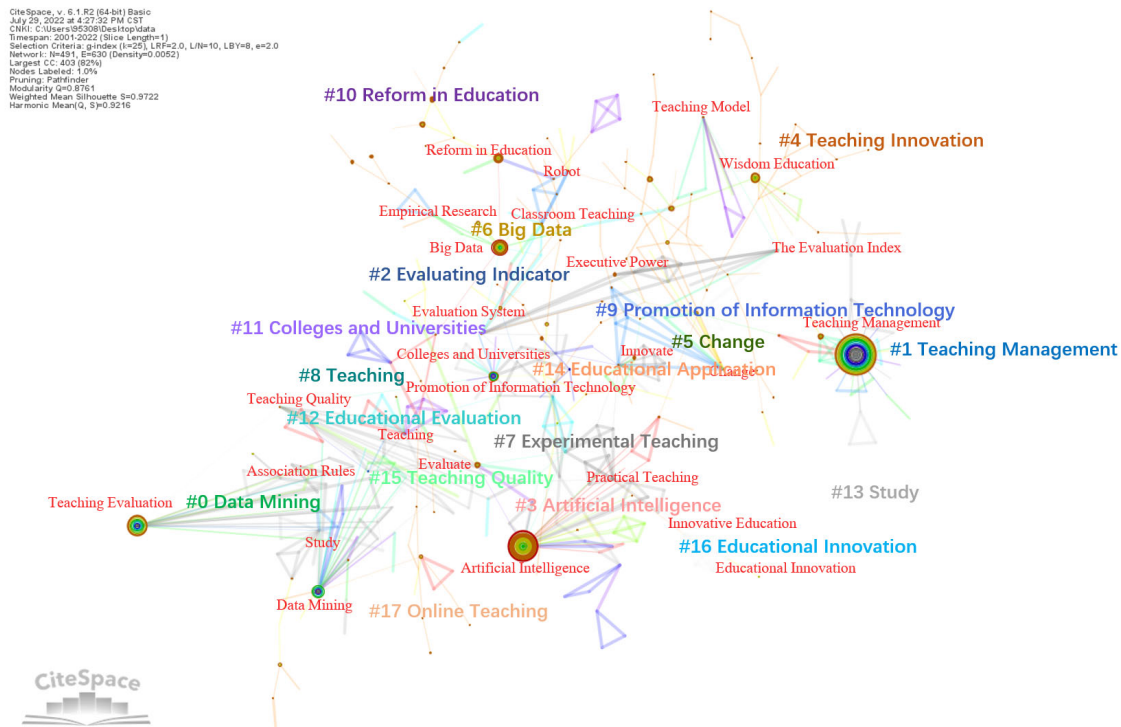 CiteSpace, v. 6.1.R2 (64-bit) Basic
July 29, 2022 at 4:27:32 PM CST
CNKI: C:\Users\95308\Desktop\data
Timespan: 2001-2022 (Slice Length=1)
Selection Criteria: g-index (k=25), LRF=2.0, L/N=10, LBY=8, e=2.0
Network: N=491, E=630 (Density=0.0052)
Largest CC: 403 (82%)
Nodes Labeled: 1.0%
Pruning: Pathfinder
Modularity Q=0.8761
Weighted Mean Silhouette S=0.9722
Harmonic Mean(Q, S)=0.9216
#10 Reform in Education
Teaching Model
#4 Teaching Innovation
Reform in Education
Wisdom Education
Robot
Empirical Research
Classroom Teaching
#6 Big Data
Big Data
The Evaluation Index
Executive Power
#2 Evaluating Indicator
Evaluation System
#9 Promotion of Information Technology
Teaching Management
#11 Colleges and Universities
#5 Change
#1 Teaching Management
Colleges and Universities
Innovate
#14 Educational Application
Change
#8 Teaching
Promotion of Information Technology
Teaching Quality
#12 Educational Evaluation
Teaching
#7 Experimental Teaching
Evaluate
Association Rules
#15 Teaching Quality
Practical Teaching
#13 Study
Teaching Evaluation
#0 Data Mining
#3 Artificial Intelligence
Innovative Education
Study
#16 Educational Innovation
Artificial Intelligence
Educational Innovation
Data Mining
#17 Online Teaching
CiteSpace